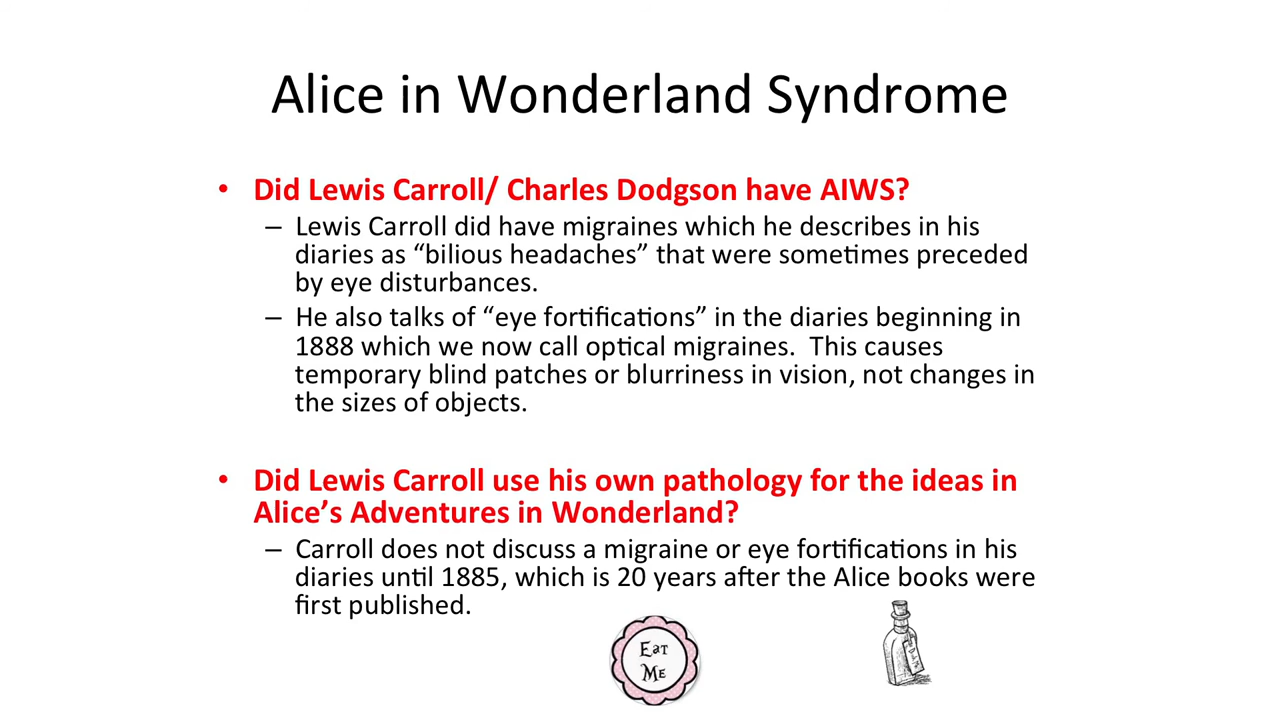 Alice in Wonderland Syndrome
• Did Lewis Carroll/ Charles Dodgson have AIWS?
– Lewis Carroll did have migraines which he describes in his
diaries as “bilious headaches” that were sometimes preceded
by eye disturbances.
– He also talks of “eye fortifications” in the diaries beginning in
1888 which we now call optical migraines.  This causes
temporary blind patches or blurriness in vision, not changes in
the sizes of objects.
• Did Lewis Carroll use his own pathology for the ideas in
Alice’s Adventures in Wonderland?
– Carroll does not discuss a migraine or eye fortifications in his
diaries until 1885, which is 20 years after the Alice books were
first published.
Eat
Me